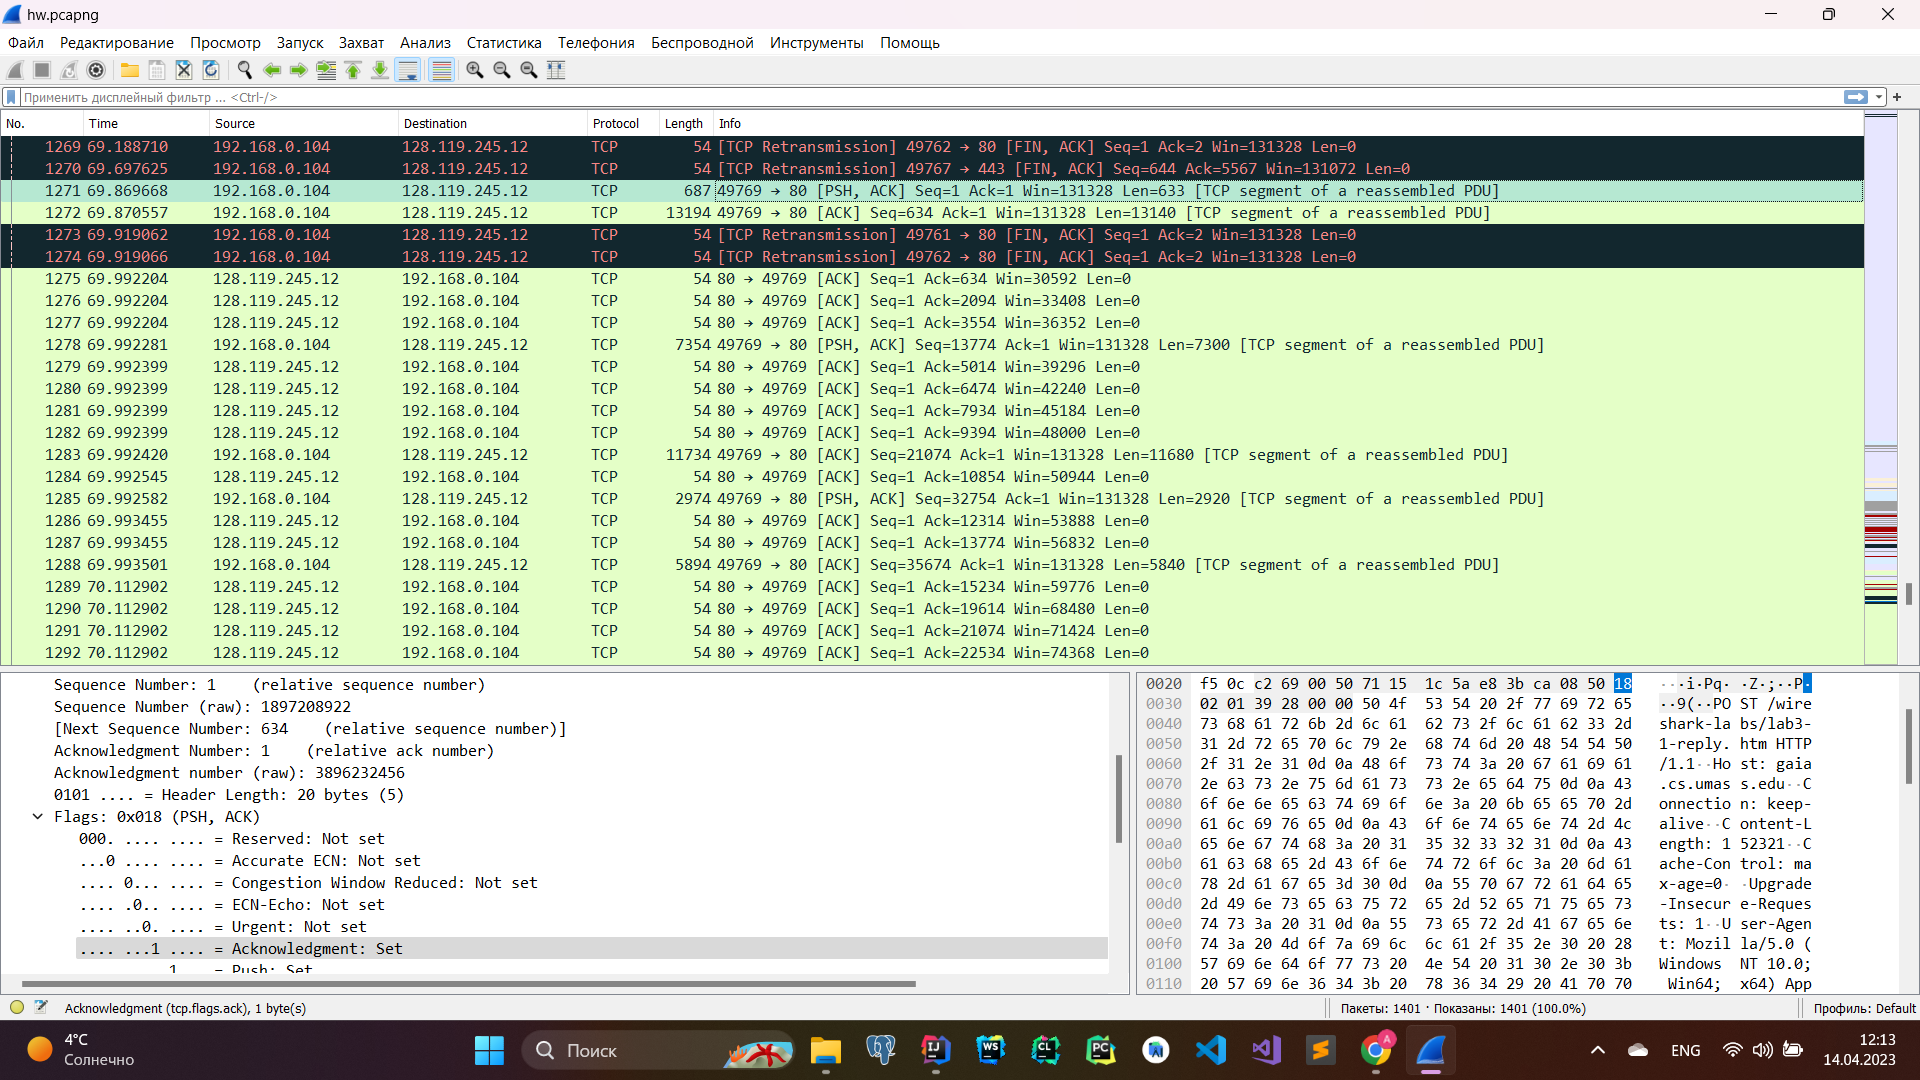 hw.pcapng
Файл Редактирование Просмотр Запуск Захват Анализ Статистика Телефония Беспроводной Инструменты Помощь
Применить дисплейный фильтр ... <Ctrl-/>
No. Time Source Destination Protocol Length Info
1269 69.188710 192.168.0.104 128.119.245.12 TCP 54 [TCP Retransmission] 49762 → 80 [FIN, ACK] Seq=1 Ack=2 Win=131328 Len=0
1270 69.697625 192.168.0.104 128.119.245.12 TCP 54 [TCP Retransmission] 49767 → 443 [FIN, ACK] Seq=644 Ack=5567 Win=131072 Len=0
1271 69.869668 192.168.0.104 128.119.245.12 TCP 687 49769 → 80 [PSH, ACK] Seq=1 Ack=1 Win=131328 Len=633 [TCP segment of a reassembled PDU]
1272 69.870557 192.168.0.104 128.119.245.12 TCP 13194 49769 → 80 [ACK] Seq=634 Ack=1 Win=131328 Len=13140 [TCP segment of a reassembled PDU]
1273 69.919062 192.168.0.104 128.119.245.12 TCP 54 [TCP Retransmission] 49761 → 80 [FIN, ACK] Seq=1 Ack=2 Win=131328 Len=0
1274 69.919066 192.168.0.104 128.119.245.12 TCP 54 [TCP Retransmission] 49762 → 80 [FIN, ACK] Seq=1 Ack=2 Win=131328 Len=0
1275 69.992204 128.119.245.12 192.168.0.104 TCP 54 80 → 49769 [ACK] Seq=1 Ack=634 Win=30592 Len=0
1276 69.992204 128.119.245.12 192.168.0.104 TCP 54 80 → 49769 [ACK] Seq=1 Ack=2094 Win=33408 Len=0
1277 69.992204 128.119.245.12 192.168.0.104 TCP 54 80 → 49769 [ACK] Seq=1 Ack=3554 Win=36352 Len=0
1278 69.992281 192.168.0.104 128.119.245.12 TCP 7354 49769 → 80 [PSH, ACK] Seq=13774 Ack=1 Win=131328 Len=7300 [TCP segment of a reassembled PDU]
1279 69.992399 128.119.245.12 192.168.0.104 TCP 54 80 → 49769 [ACK] Seq=1 Ack=5014 Win=39296 Len=0
1280 69.992399 128.119.245.12 192.168.0.104 TCP 54 80 → 49769 [ACK] Seq=1 Ack=6474 Win=42240 Len=0
1281 69.992399 128.119.245.12 192.168.0.104 TCP 54 80 → 49769 [ACK] Seq=1 Ack=7934 Win=45184 Len=0
1282 69.992399 128.119.245.12 192.168.0.104 TCP 54 80 → 49769 [ACK] Seq=1 Ack=9394 Win=48000 Len=0
1283 69.992420 192.168.0.104 128.119.245.12 TCP 11734 49769 → 80 [ACK] Seq=21074 Ack=1 Win=131328 Len=11680 [TCP segment of a reassembled PDU]
1284 69.992545 128.119.245.12 192.168.0.104 TCP 54 80 → 49769 [ACK] Seq=1 Ack=10854 Win=50944 Len=0
1285 69.992582 192.168.0.104 128.119.245.12 TCP 2974 49769 → 80 [PSH, ACK] Seq=32754 Ack=1 Win=131328 Len=2920 [TCP segment of a reassembled PDU]
1286 69.993455 128.119.245.12 192.168.0.104 TCP 54 80 → 49769 [ACK] Seq=1 Ack=12314 Win=53888 Len=0
1287 69.993455 128.119.245.12 192.168.0.104 TCP 54 80 → 49769 [ACK] Seq=1 Ack=13774 Win=56832 Len=0
1288 69.993501 192.168.0.104 128.119.245.12 TCP 5894 49769 → 80 [ACK] Seq=35674 Ack=1 Win=131328 Len=5840 [TCP segment of a reassembled PDU]
1289 70.112902 128.119.245.12 192.168.0.104 TCP 54 80 → 49769 [ACK] Seq=1 Ack=15234 Win=59776 Len=0
1290 70.112902 128.119.245.12 192.168.0.104 TCP 54 80 → 49769 [ACK] Seq=1 Ack=19614 Win=68480 Len=0
1291 70.112902 128.119.245.12 192.168.0.104 TCP 54 80 → 49769 [ACK] Seq=1 Ack=21074 Win=71424 Len=0
1292 70.112902 128.119.245.12 192.168.0.104 TCP 54 80 → 49769 [ACK] Seq=1 Ack=22534 Win=74368 Len=0
Sequence Number: 1 (relative sequence number)
Sequence Number (raw): 1897208922
[Next Sequence Number: 634 (relative sequence number)]
Acknowledgment Number: 1 (relative ack number)
Acknowledgment number (raw): 3896232456
0101 .... = Header Length: 20 bytes (5)
Flags: 0x018 (PSH, ACK)
000. .... .... = Reserved: Not set
...0 .... .... = Accurate ECN: Not set
.... 0... .... = Congestion Window Reduced: Not set
.... .0.. .... = ECN-Echo: Not set
.... ..0. .... = Urgent: Not set
.... ...1 .... = Acknowledgment: Set
1... = Push: Set
0020 f5 0c c2 69 00 50 71 15 1c 5a e8 3b ca 08 50 18 ···i·Pq· ·Z·;··P·
0030 02 01 39 28 00 00 50 4f 53 54 20 2f 77 69 72 65 ··9(··PO ST /wire
0040 73 68 61 72 6b 2d 6c 61 62 73 2f 6c 61 62 33 2d shark-la bs/lab3-
0050 31 2d 72 65 70 6c 79 2e 68 74 6d 20 48 54 54 50 1-reply. htm HTTP
0060 2f 31 2e 31 0d 0a 48 6f 73 74 3a 20 67 61 69 61 /1.1··Ho st: gaia
0070 2e 63 73 2e 75 6d 61 73 73 2e 65 64 75 0d 0a 43 .cs.umas s.edu··C
0080 6f 6e 6e 65 63 74 69 6f 6e 3a 20 6b 65 65 70 2d onnectio n: keep-
0090 61 6c 69 76 65 0d 0a 43 6f 6e 74 65 6e 74 2d 4c alive··C ontent-L
00a0 65 6e 67 74 68 3a 20 31 35 32 33 32 31 0d 0a 43 ength: 1 52321··C
00b0 61 63 68 65 2d 43 6f 6e 74 72 6f 6c 3a 20 6d 61 ache-Con trol: ma
00c0 78 2d 61 67 65 3d 30 0d 0a 55 70 67 72 61 64 65 x-age=0· ·Upgrade
00d0 2d 49 6e 73 65 63 75 72 65 2d 52 65 71 75 65 73 -Insecur e-Reques
00e0 74 73 3a 20 31 0d 0a 55 73 65 72 2d 41 67 65 6e ts: 1··U ser-Agen
00f0 74 3a 20 4d 6f 7a 69 6c 6c 61 2f 35 2e 30 20 28 t: Mozil la/5.0 (
0100 57 69 6e 64 6f 77 73 20 4e 54 20 31 30 2e 30 3b Windows NT 10.0;
0110 20 57 69 6e 36 34 3b 20 78 36 34 29 20 41 70 70 Win64; x64) App
Acknowledgment (tcp.flags.ack), 1 byte(s)
Пакеты: 1401 · Показаны: 1401 (100.0%)
Профиль: Default
4°C
Солнечно
Поиск
ENG
12:13
14.04.2023